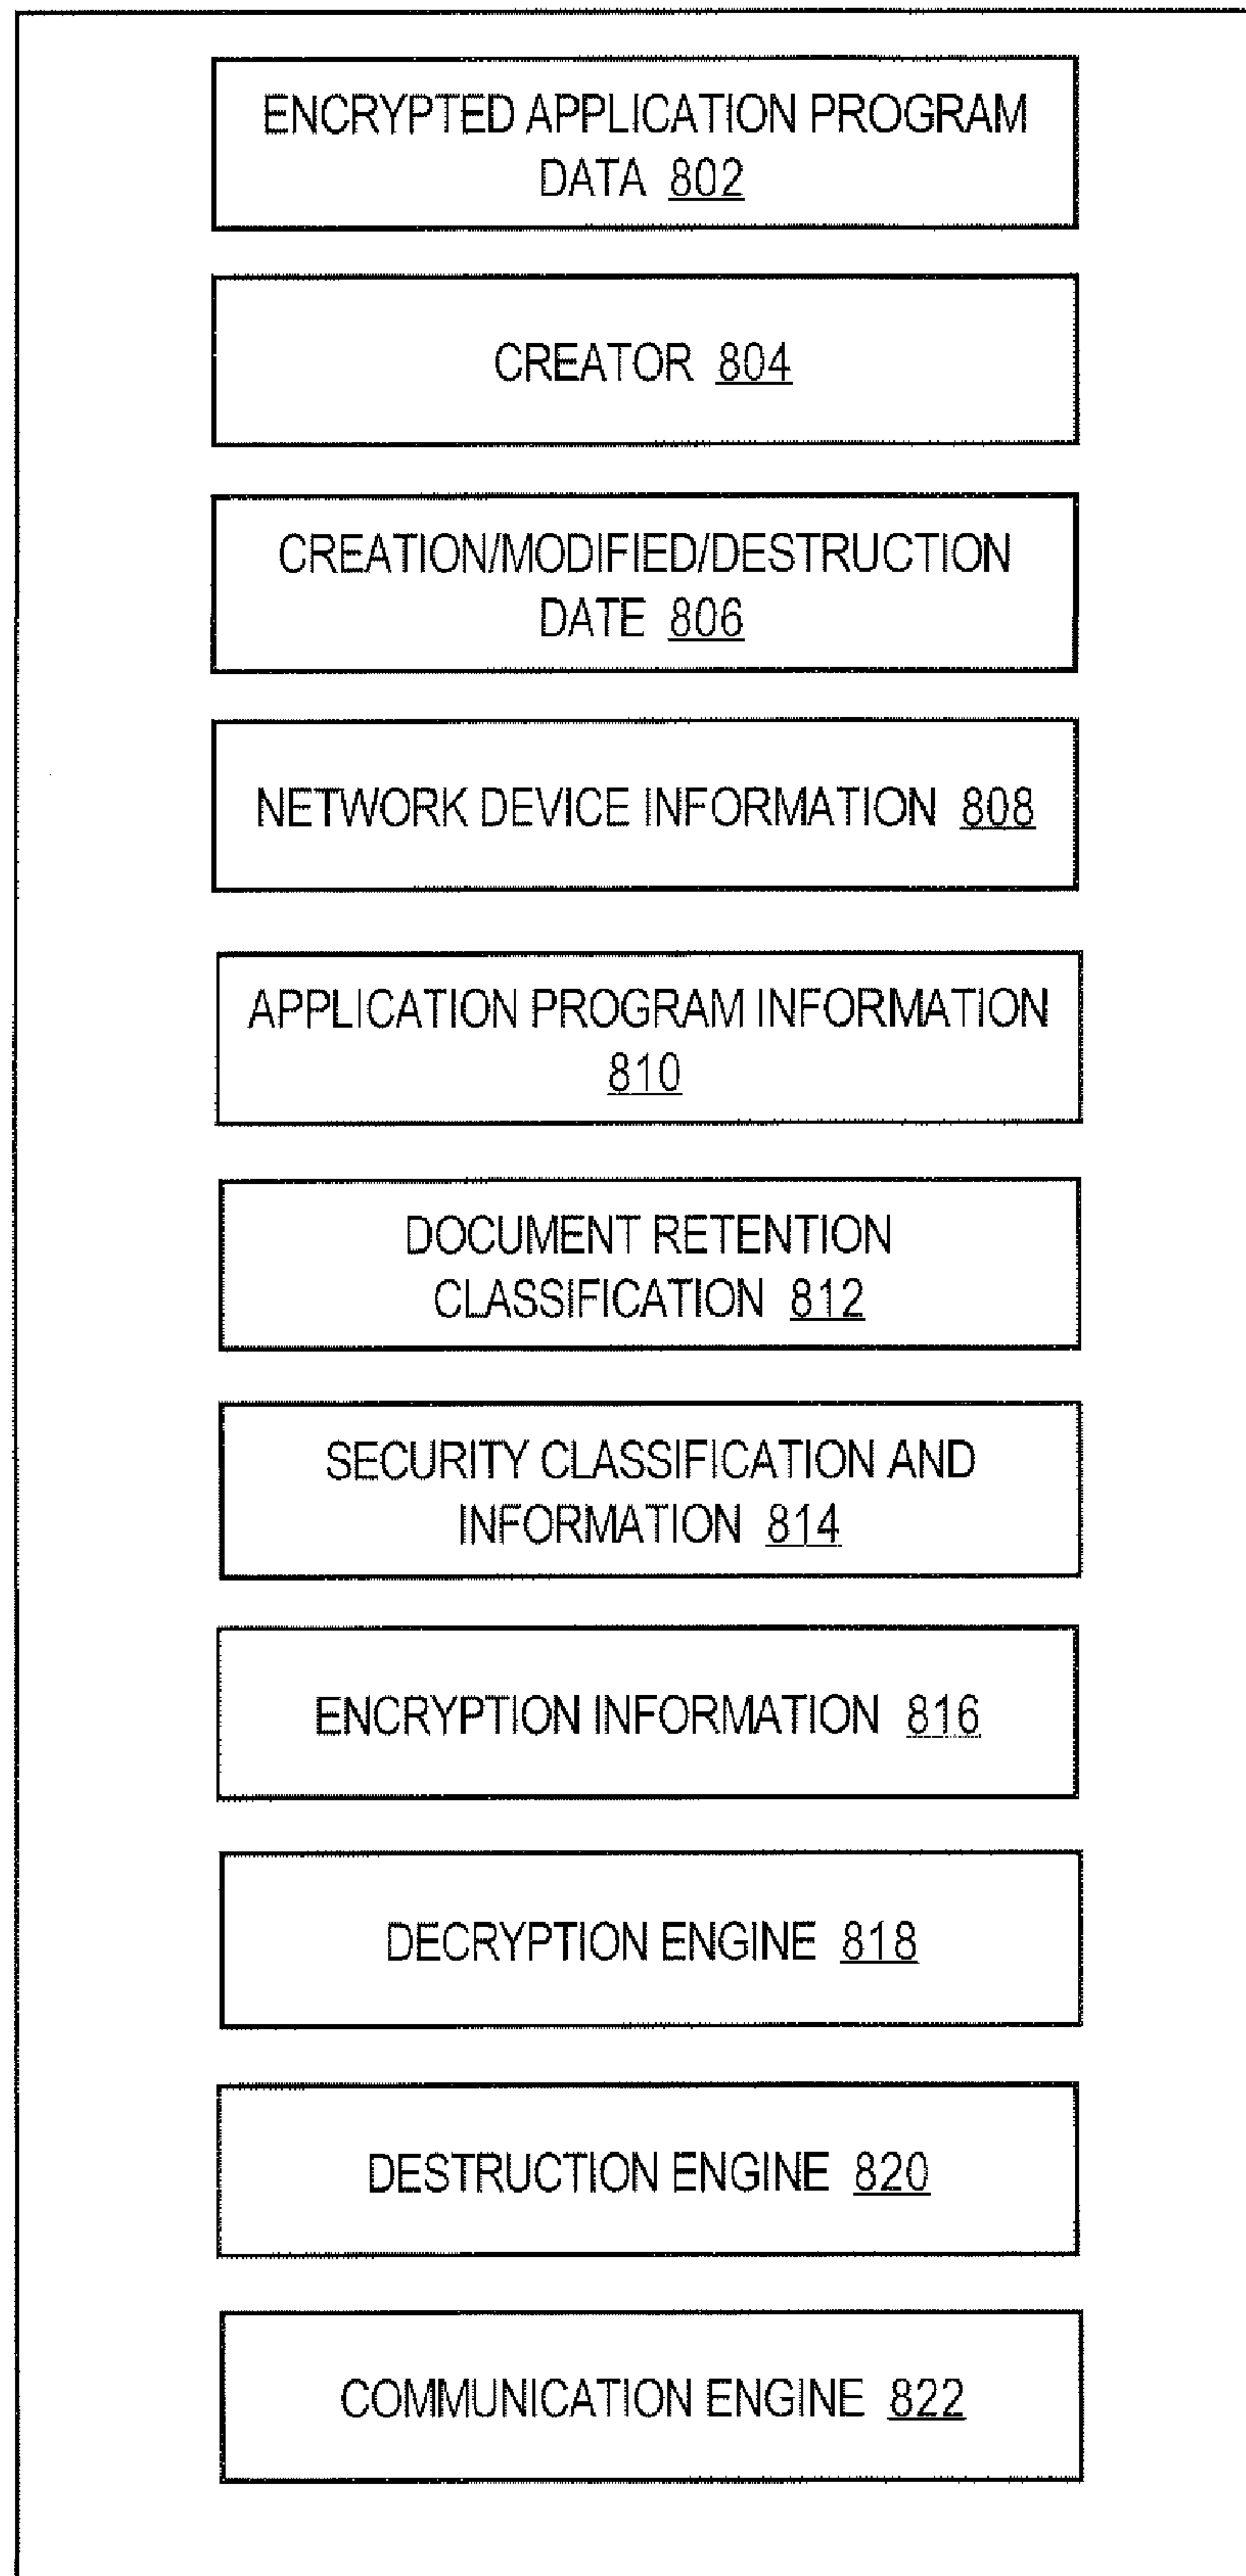 ENCRYPTED APPLICATION PROGRAM
DATA 802
CREATOR 804
CREATION/MODIFIED/DESTRUCTION
DATE 806
NETWORK DEVICE INFORMATION 808
APPLICATION PROGRAM INFORMATION
810
DOCUMENT RETENTION
CLASSIFICATION 812
SECURITY CLASSIFICATION AND
INFORMATION 814
ENCRYPTION INFORMATION 816
DECRYPTION ENGINE 818
DESTRUCTION ENGINE 820
COMMUNICATION ENGINE 822